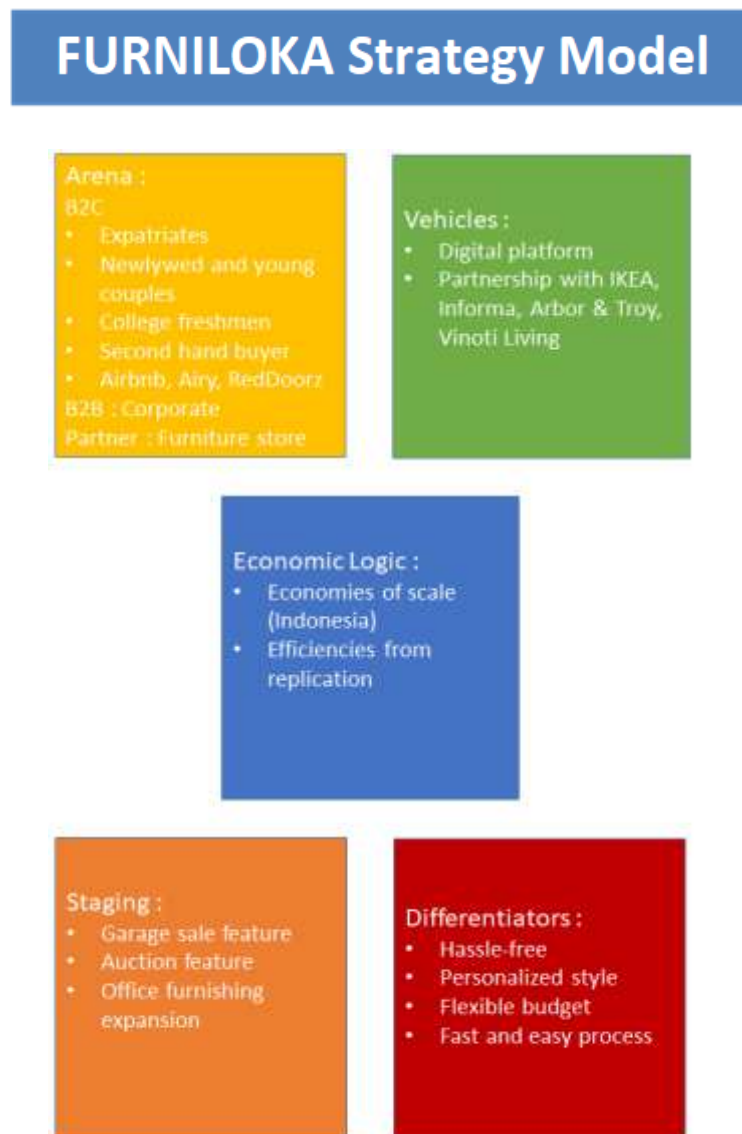 FURNILOKA Strategy Model
Arena :
B2C
• Expatriates
• Newlywed and young
couples
• College freshmen
• Second hand buyer
• Airbnb, Airy, RedDoorz
B2B : Corporate
Partner : Furniture store
Vehicles :
• Digital platform
• Partnership with IKEA,
Informa, Arbor & Troy,
Vinoti Living
Economic Logic :
• Economies of scale
(Indonesia)
• Efficiencies from
replication
Staging :
• Garage sale feature
• Auction feature
• Office furnishing
expansion
Differentiators :
• Hassle-free
• Personalized style
• Flexible budget
• Fast and easy process